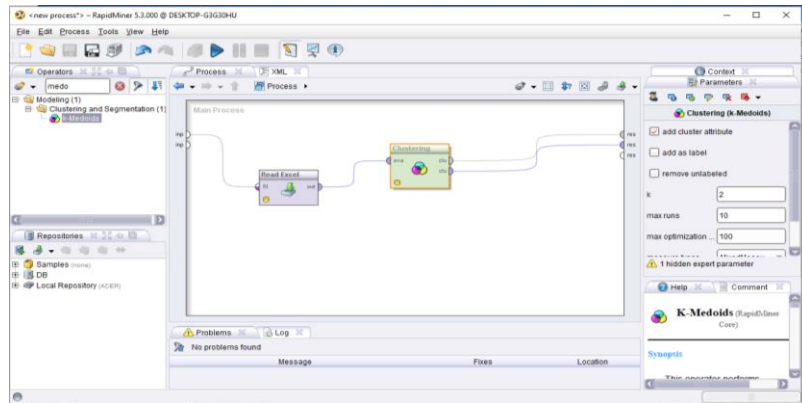 <new process*> – RapidMiner 5.3.000 @ DESKTOP-G3G30HU
File Edit Process Tools View Help
Operators
Process
XML
Context
Parameters
medo
Process
Modeling (1)
Clustering and Segmentation (1)
k-Medoids
Main Process
inp
inp
Read Excel
fil
out
Clustering
exa
clu
clu
res
res
res
Clustering (k-Medoids)
add cluster attribute
add as label
remove unlabeled
k
2
max runs
10
max optimization ...
100
1 hidden expert parameter
Repositories
Samples (none)
DB
Local Repository (ACER)
Problems
Log
No problems found
Message
Fixes
Location
Help
Comment
K-Medoids (RapidMiner
Core)
Synopsis
This operator performs